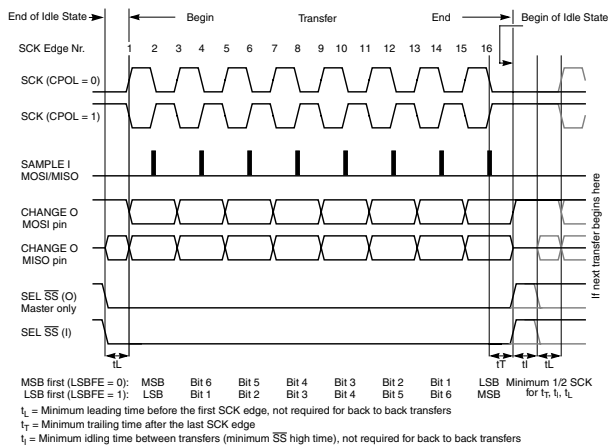 End of Idle State
Begin
Transfer
End
Begin of Idle State
SCK Edge Nr.
1 2 3 4 5 6 7 8 9 10 11 12 13 14 15 16
SCK (CPOL = 0)
SCK (CPOL = 1)
SAMPLE I
MOSI/MISO
CHANGE O
MOSI pin
CHANGE O
MISO pin
SEL SS (O)
Master only
SEL SS (I)
If next transfer begins here
tL
tT tI tL
MSB first (LSBFE = 0): MSB Bit 6 Bit 5 Bit 4 Bit 3 Bit 2 Bit 1 LSB Minimum 1/2 SCK
LSB first (LSBFE = 1): LSB Bit 1 Bit 2 Bit 3 Bit 4 Bit 5 Bit 6 MSB for tT, tI, tL
tL = Minimum leading time before the first SCK edge, not required for back to back transfers
tT = Minimum trailing time after the last SCK edge
tI = Minimum idling time between transfers (minimum SS high time), not required for back to back transfers